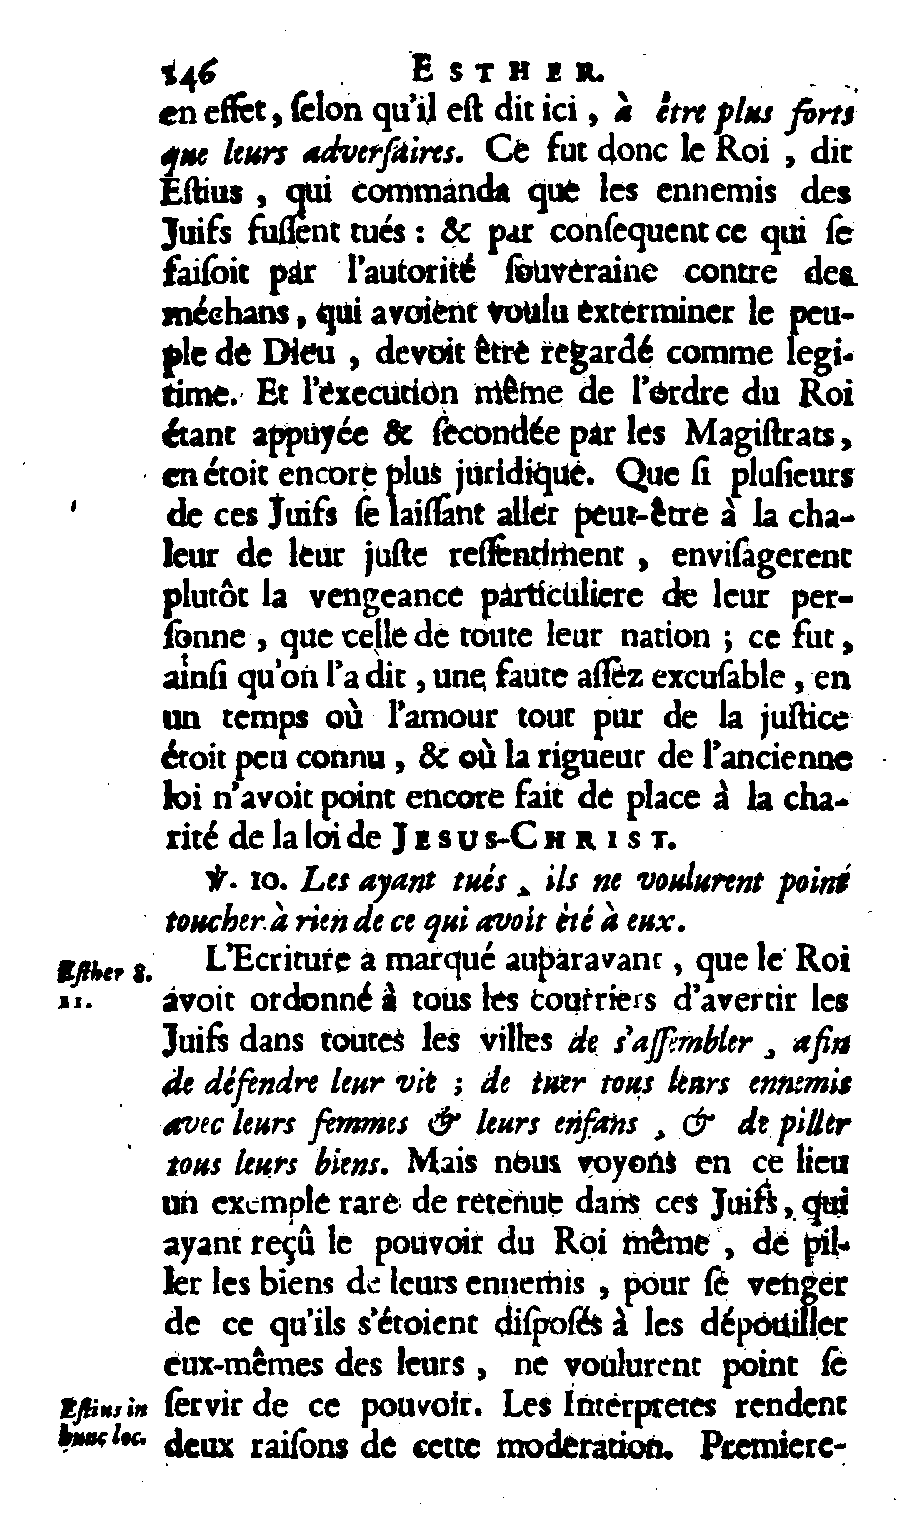 146 ESTHER.
en effet, ſelon qu'il eſt dit ici, à être plus forts
que leurs adverſaires. Ce fut donc le Roi, dit
Eſtius, qui commanda que les ennemis des
Juifs fuſſent tués : & par conſequent ce qui ſe
faiſoit par l'autorité ſouveraine contre des
méchans, qui avoient voulu exterminer le peu-
ple de Dieu, devoit être regardé comme legi-
time. Et l'execution même de l'ordre du Roi
étant appuyée & ſecondée par les Magiſtrats,
en étoit encore plus juridique. Que ſi pluſieurs
de ces Juifs ſe laiſſant aller peut-être à la cha-
leur de leur juſte reſſentiment, enviſagerent
plutôt la vengeance particuliere de leur per-
ſonne, que celle de toute leur nation ; ce fut,
ainſi qu'on l'a dit, une faute aſſez excuſable, en
un temps où l'amour tout pur de la juſtice
étoit peu connu, & où la rigueur de l'ancienne
loi n'avoit point encore fait de place à la cha-
rité de la loi de JESUS-CHRIST.
℣. 10. Les ayant tués, ils ne voulurent point
toucher à rien de ce qui avoit été à eux.
L'Ecriture a marqué auparavant, que le Roi
Eſther 8.
11.
avoit ordonné à tous les courriers d'avertir les
Juifs dans toutes les villes de s'aſſembler, afin
de défendre leur vie ; de tuer tous leurs ennemis
avec leurs femmes & leurs enfans, & de piller
tous leurs biens. Mais nous voyons en ce lieu
un exemple rare de retenue dans ces Juifs, qui
ayant reçû le pouvoir du Roi même, de pil-
ler les biens de leurs ennemis, pour ſe venger
de ce qu'ils s'étoient diſpoſés à les dépouiller
eux-mêmes des leurs, ne voulurent point ſe
Eſtius in
hunc loc.
ſervir de ce pouvoir. Les Interpretes rendent
deux raiſons de cette moderation. Premiere-